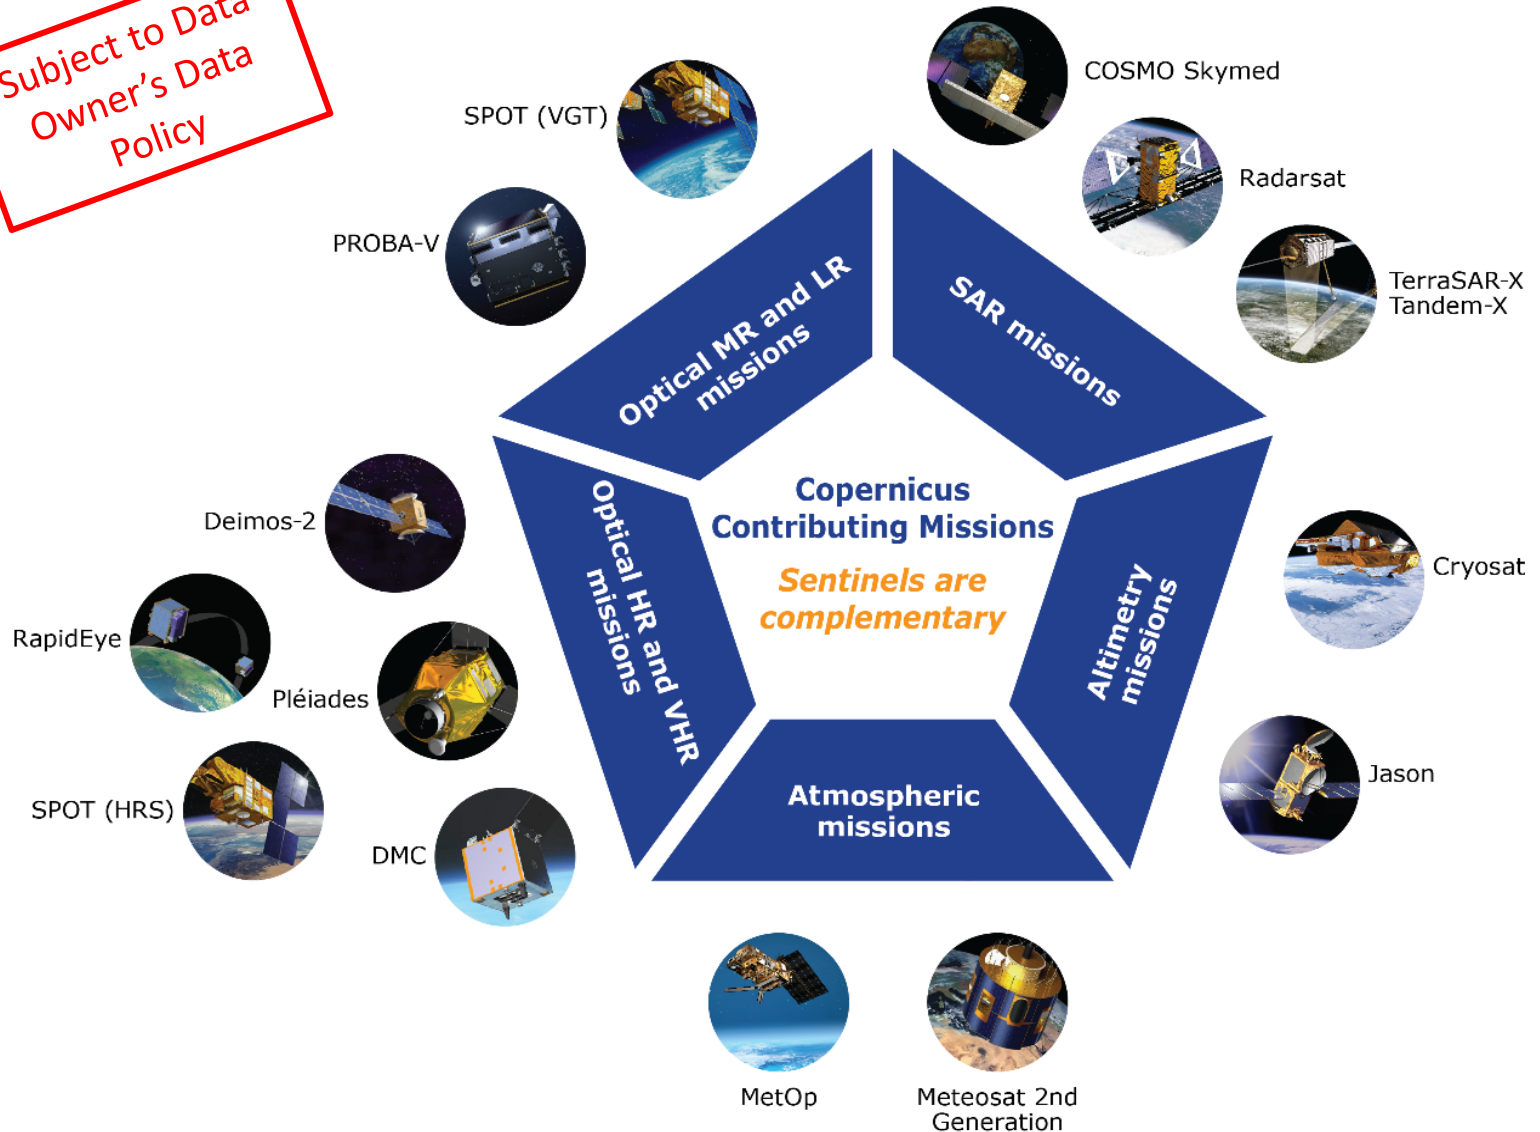 Subject to Data
Owner’s Data
Policy
SPOT (VGT)
PROBA-V
COSMO Skymed
Radarsat
TerraSAR-X
Tandem-X
Optical MR and LR
missions
SAR missions
Copernicus
Contributing Missions
Sentinels are
complementary
Optical HR and VHR
missions
Altimetry
missions
Atmospheric
missions
Deimos-2
RapidEye
Pléiades
SPOT (HRS)
DMC
Cryosat
Jason
MetOp
Meteosat 2nd
Generation